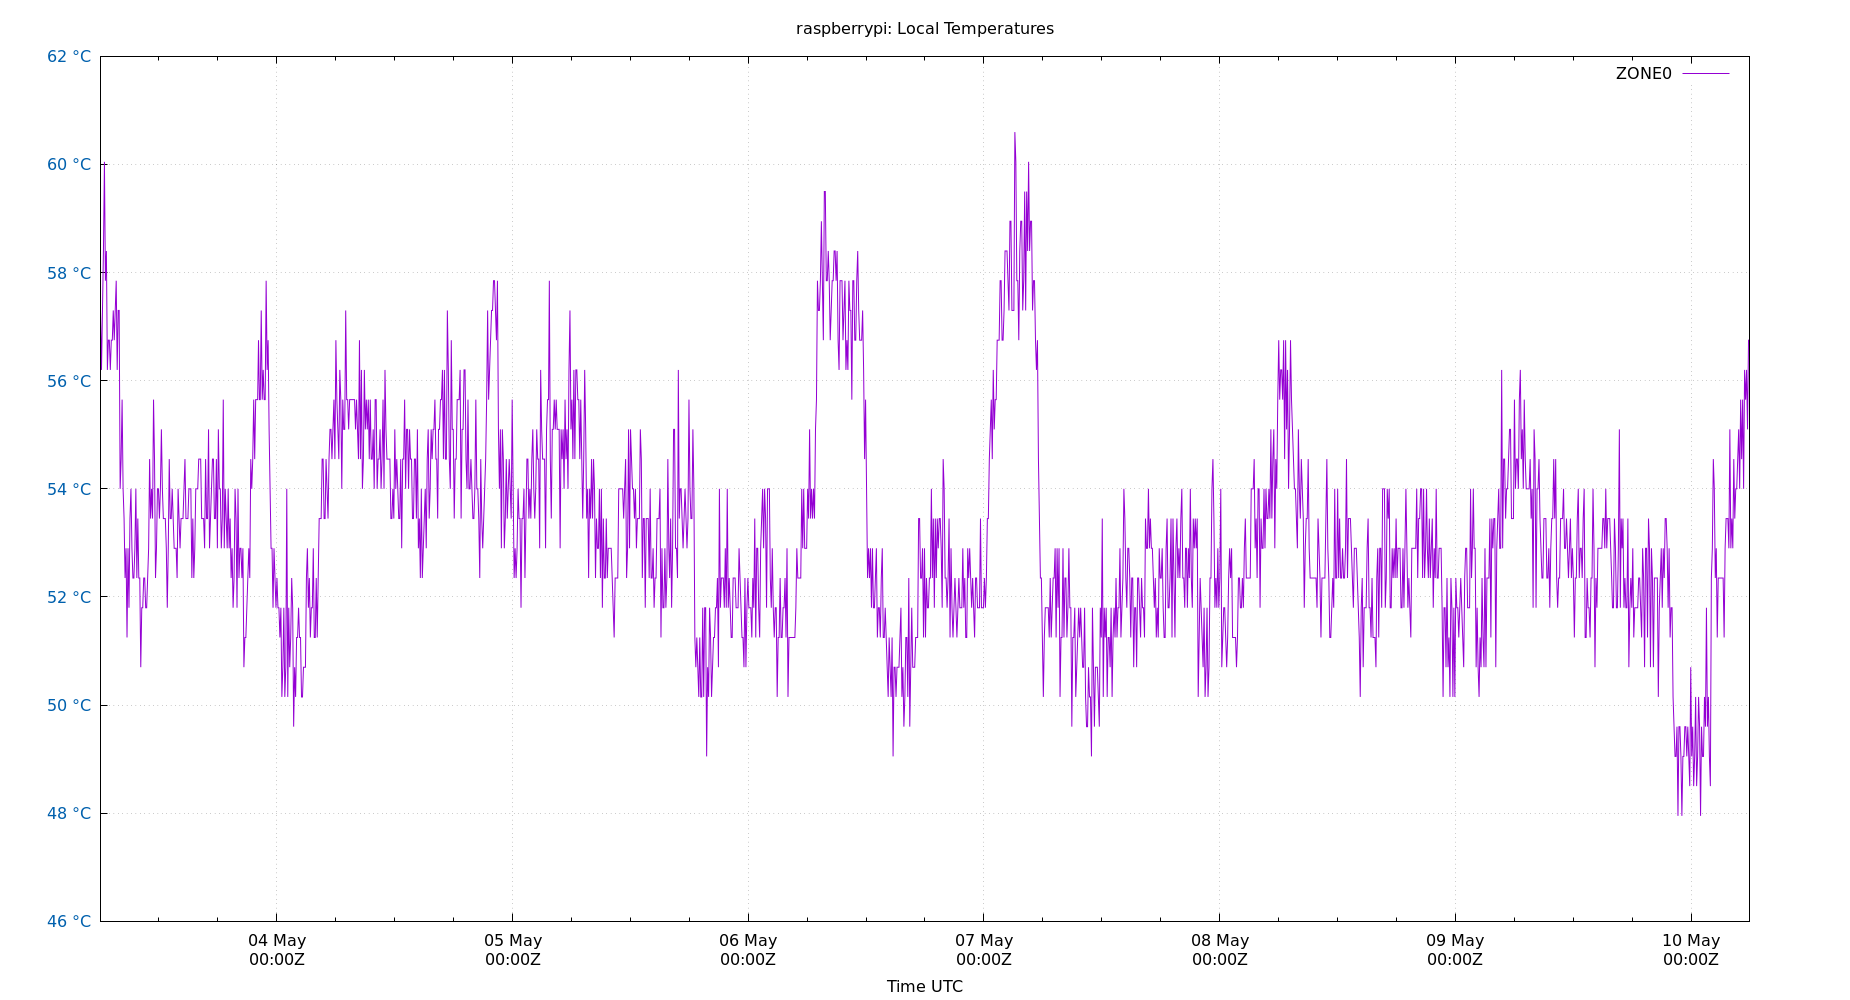 raspberrypi: Local Temperatures
62 °C
ZONE0
60 °C
58 °C
56 °C
54 °C
52 °C
50 °C
48 °C
46 °C
04 May 05 May 06 May 07 May 08 May 09 May 10 May
00:00Z 00:00Z 00:00Z 00:00Z 00:00Z 00:00Z 00:00Z
Time UTC